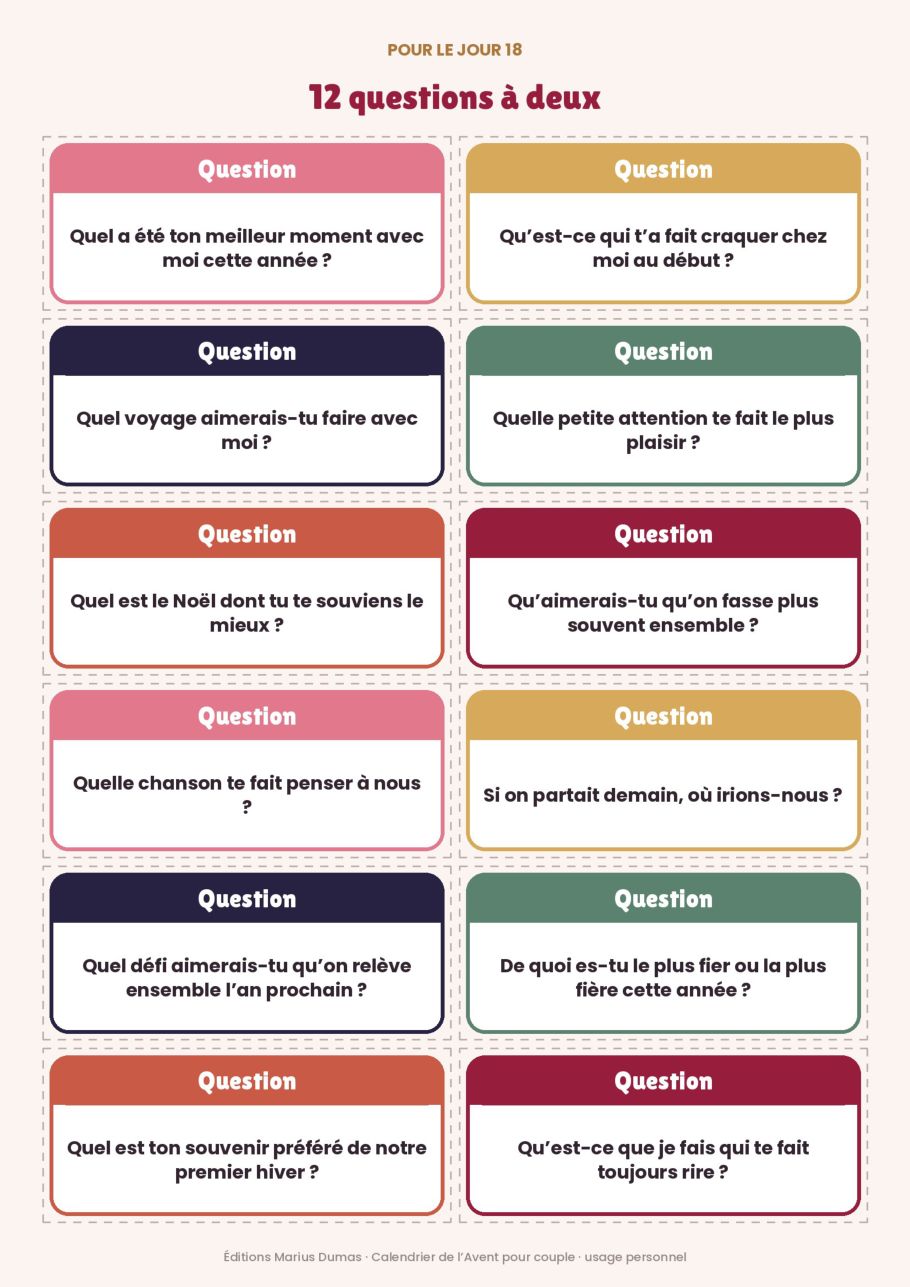 POUR LE JOUR 18
12 questions à deux
Question
Quel a été ton meilleur moment avec
moi cette année ?
Question
Qu’est-ce qui t’a fait craquer chez
moi au début ?
Question
Quel voyage aimerais-tu faire avec
moi ?
Question
Quelle petite attention te fait le plus
plaisir ?
Question
Quel est le Noël dont tu te souviens le
mieux ?
Question
Qu’aimerais-tu qu’on fasse plus
souvent ensemble ?
Question
Quelle chanson te fait penser à nous
?
Question
Si on partait demain, où irions-nous ?
Question
Quel défi aimerais-tu qu’on relève
ensemble l’an prochain ?
Question
De quoi es-tu le plus fier ou la plus
fière cette année ?
Question
Quel est ton souvenir préféré de notre
premier hiver ?
Question
Qu’est-ce que je fais qui te fait
toujours rire ?
Éditions Marius Dumas · Calendrier de l’Avent pour couple · usage personnel